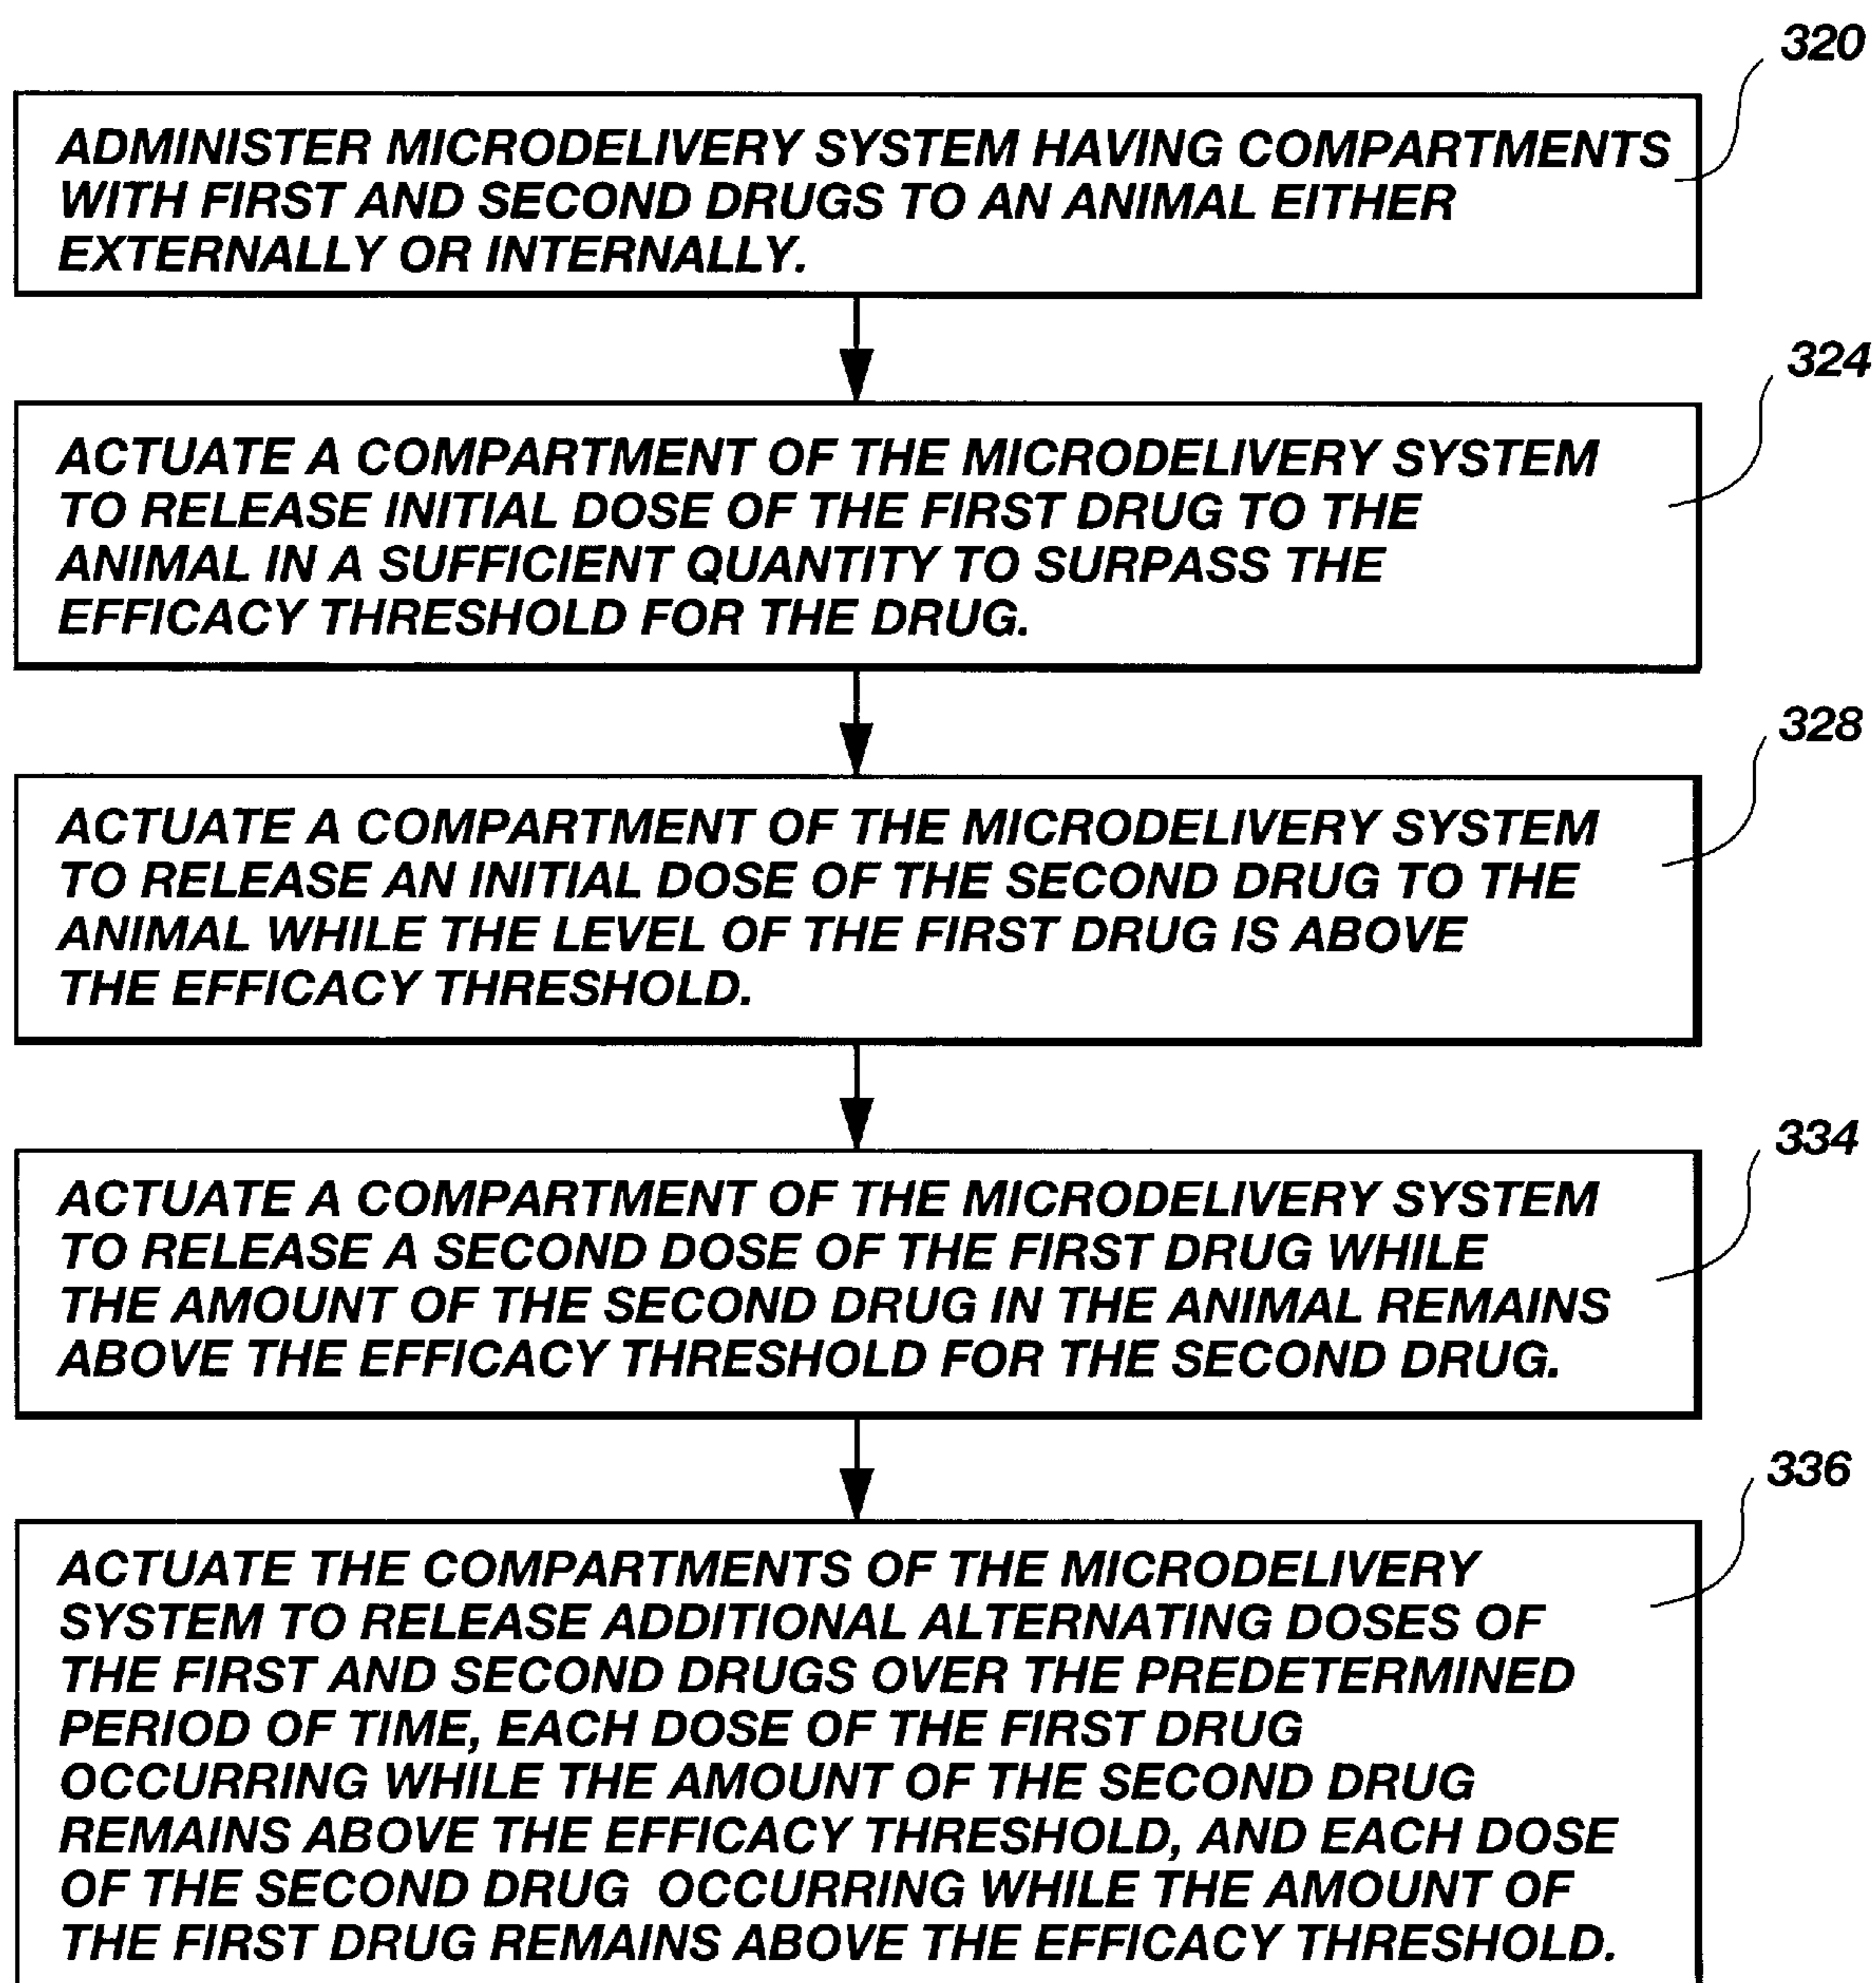 320
ADMINISTER MICRODELIVERY SYSTEM HAVING COMPARTMENTS
WITH FIRST AND SECOND DRUGS TO AN ANIMAL EITHER
EXTERNALLY OR INTERNALLY.
324
ACTUATE A COMPARTMENT OF THE MICRODELIVERY SYSTEM
TO RELEASE INITIAL DOSE OF THE FIRST DRUG TO THE
ANIMAL IN A SUFFICIENT QUANTITY TO SURPASS THE
EFFICACY THRESHOLD FOR THE DRUG.
328
ACTUATE A COMPARTMENT OF THE MICRODELIVERY SYSTEM
TO RELEASE AN INITIAL DOSE OF THE SECOND DRUG TO THE
ANIMAL WHILE THE LEVEL OF THE FIRST DRUG IS ABOVE
THE EFFICACY THRESHOLD.
334
ACTUATE A COMPARTMENT OF THE MICRODELIVERY SYSTEM
TO RELEASE A SECOND DOSE OF THE FIRST DRUG WHILE
THE AMOUNT OF THE SECOND DRUG IN THE ANIMAL REMAINS
ABOVE THE EFFICACY THRESHOLD FOR THE SECOND DRUG.
336
ACTUATE THE COMPARTMENTS OF THE MICRODELIVERY
SYSTEM TO RELEASE ADDITIONAL ALTERNATING DOSES OF
THE FIRST AND SECOND DRUGS OVER THE PREDETERMINED
PERIOD OF TIME, EACH DOSE OF THE FIRST DRUG
OCCURRING WHILE THE AMOUNT OF THE SECOND DRUG
REMAINS ABOVE THE EFFICACY THRESHOLD, AND EACH DOSE
OF THE SECOND DRUG OCCURRING WHILE THE AMOUNT OF
THE FIRST DRUG REMAINS ABOVE THE EFFICACY THRESHOLD.